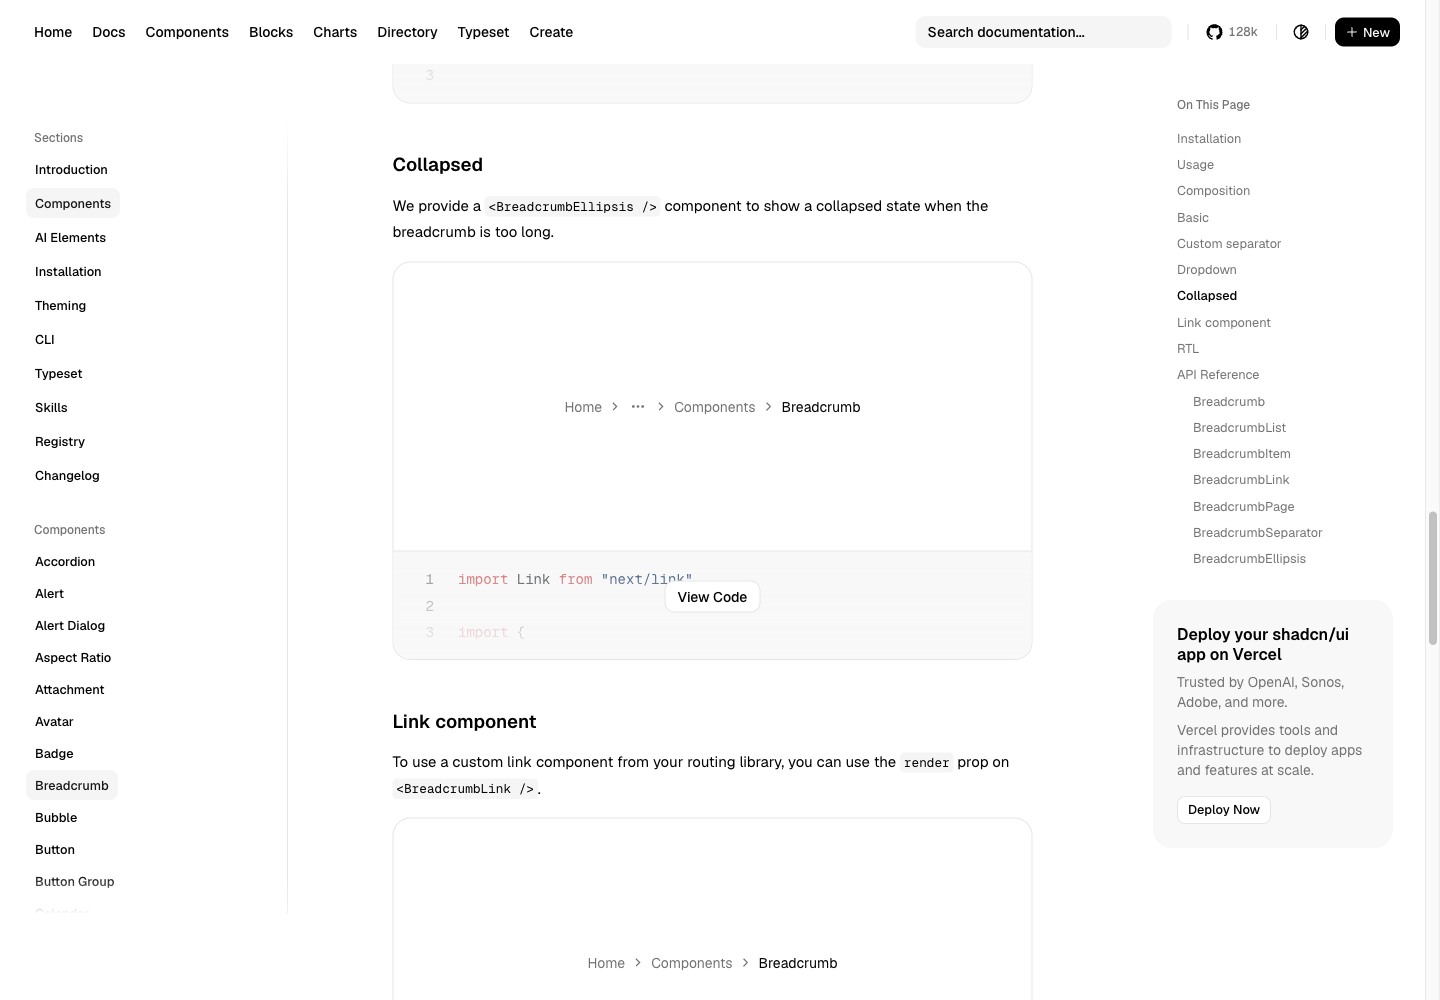 Home Docs Components Blocks Charts Directory Typeset Create Search documentation... 128k New
Sections
Introduction
Components
AI Elements
Installation
Theming
CLI
Typeset
Skills
Registry
Changelog
Components
Accordion
Alert
Alert Dialog
Aspect Ratio
Attachment
Avatar
Badge
Breadcrumb
Bubble
Button
Button Group
3
Collapsed
We provide a <BreadcrumbEllipsis /> component to show a collapsed state when the
breadcrumb is too long.
Home > ··· > Components > Breadcrumb
1 import Link from "next/link"
2
3 import {
View Code
Link component
To use a custom link component from your routing library, you can use the render prop on
<BreadcrumbLink />.
Home > Components > Breadcrumb
On This Page
Installation
Usage
Composition
Basic
Custom separator
Dropdown
Collapsed
Link component
RTL
API Reference
Breadcrumb
BreadcrumbList
BreadcrumbItem
BreadcrumbLink
BreadcrumbPage
BreadcrumbSeparator
BreadcrumbEllipsis
Deploy your shadcn/ui
app on Vercel
Trusted by OpenAI, Sonos,
Adobe, and more.
Vercel provides tools and
infrastructure to deploy apps
and features at scale.
Deploy Now